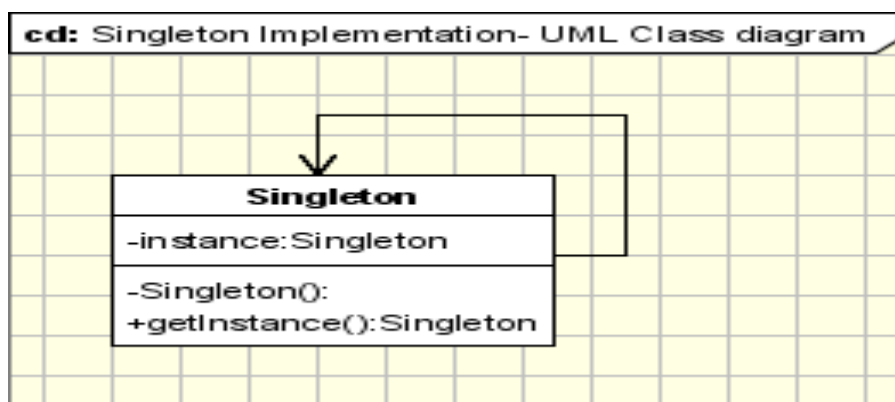 cd: Singleton Implementation- UML Class diagram
Singleton
-instance:Singleton
-Singleton():
+getInstance():Singleton